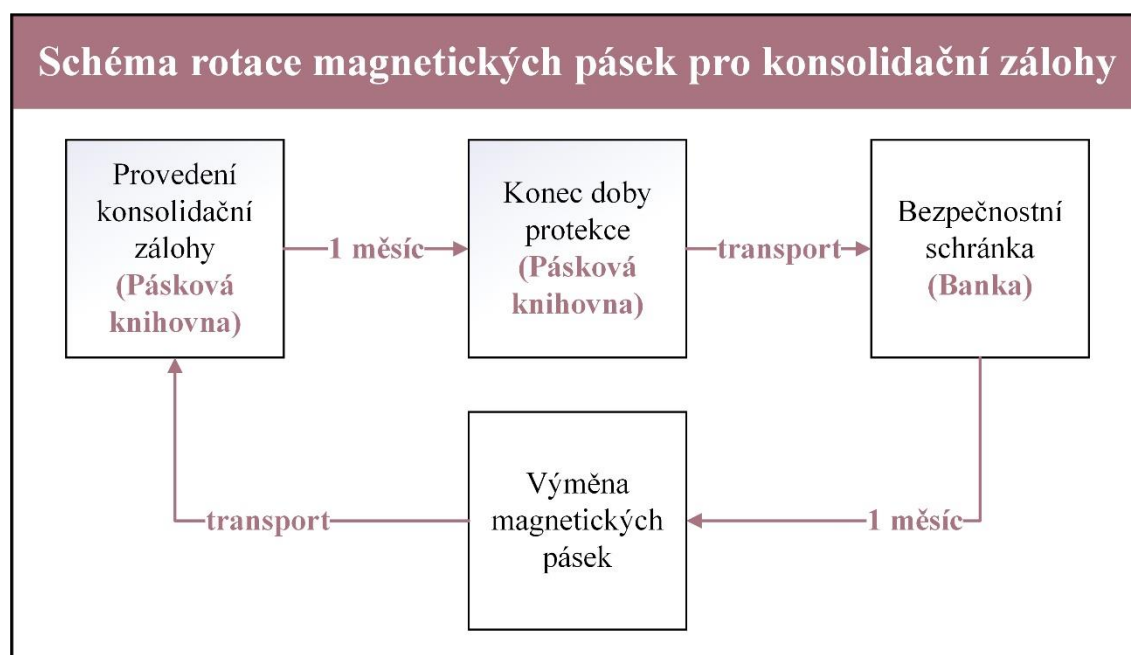 Schéma rotace magnetických pásek pro konsolidační zálohy
Provedení
konsolidační
zálohy
(Pásková
knihovna)
1 měsíc
Konec doby
protekce
(Pásková
knihovna)
transport
Bezpečnostní
schránka
(Banka)
1 měsíc
Výměna
magnetických
pásek
transport